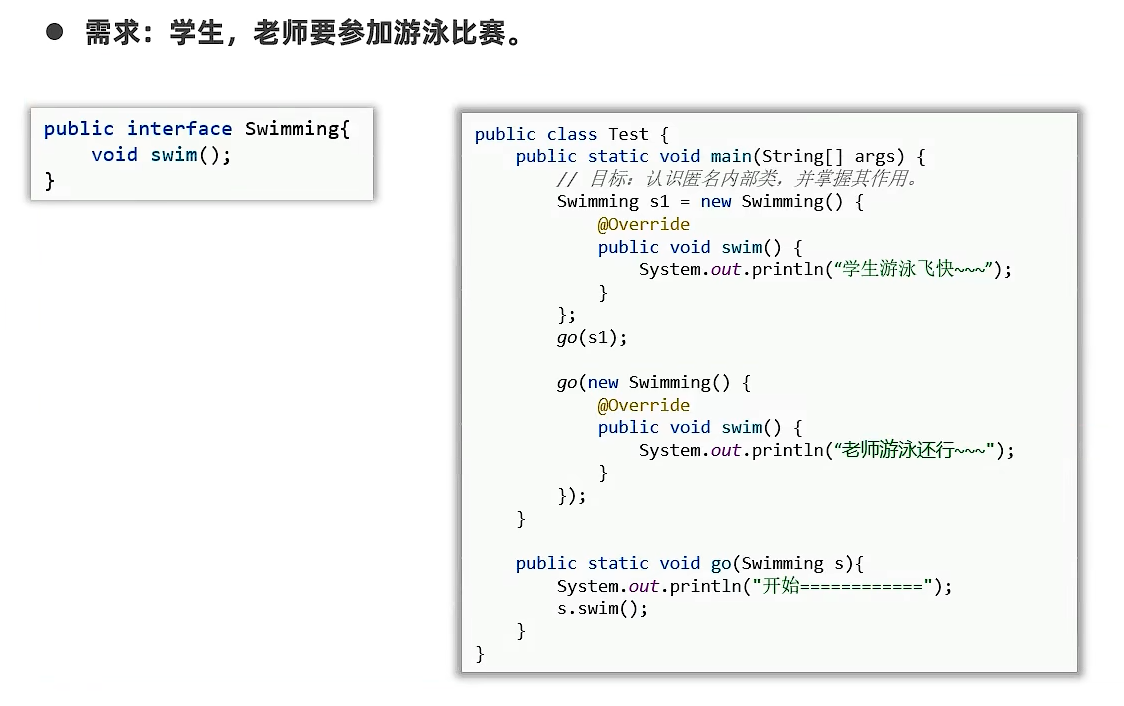 ● 需求：学生，老师要参加游泳比赛。
public interface Swimming{
    void swim();
}
public class Test {
    public static void main(String[] args) {
        // 目标：认识匿名内部类，并掌握其作用。
        Swimming s1 = new Swimming() {
            @Override
            public void swim() {
                System.out.println(“学生游泳飞快~~~”);
            }
        };
        go(s1);
        go(new Swimming() {
            @Override
            public void swim() {
                System.out.println(“老师游泳还行~~~");
            }
        });
    }
    public static void go(Swimming s){
        System.out.println("开始============");
        s.swim();
    }
}